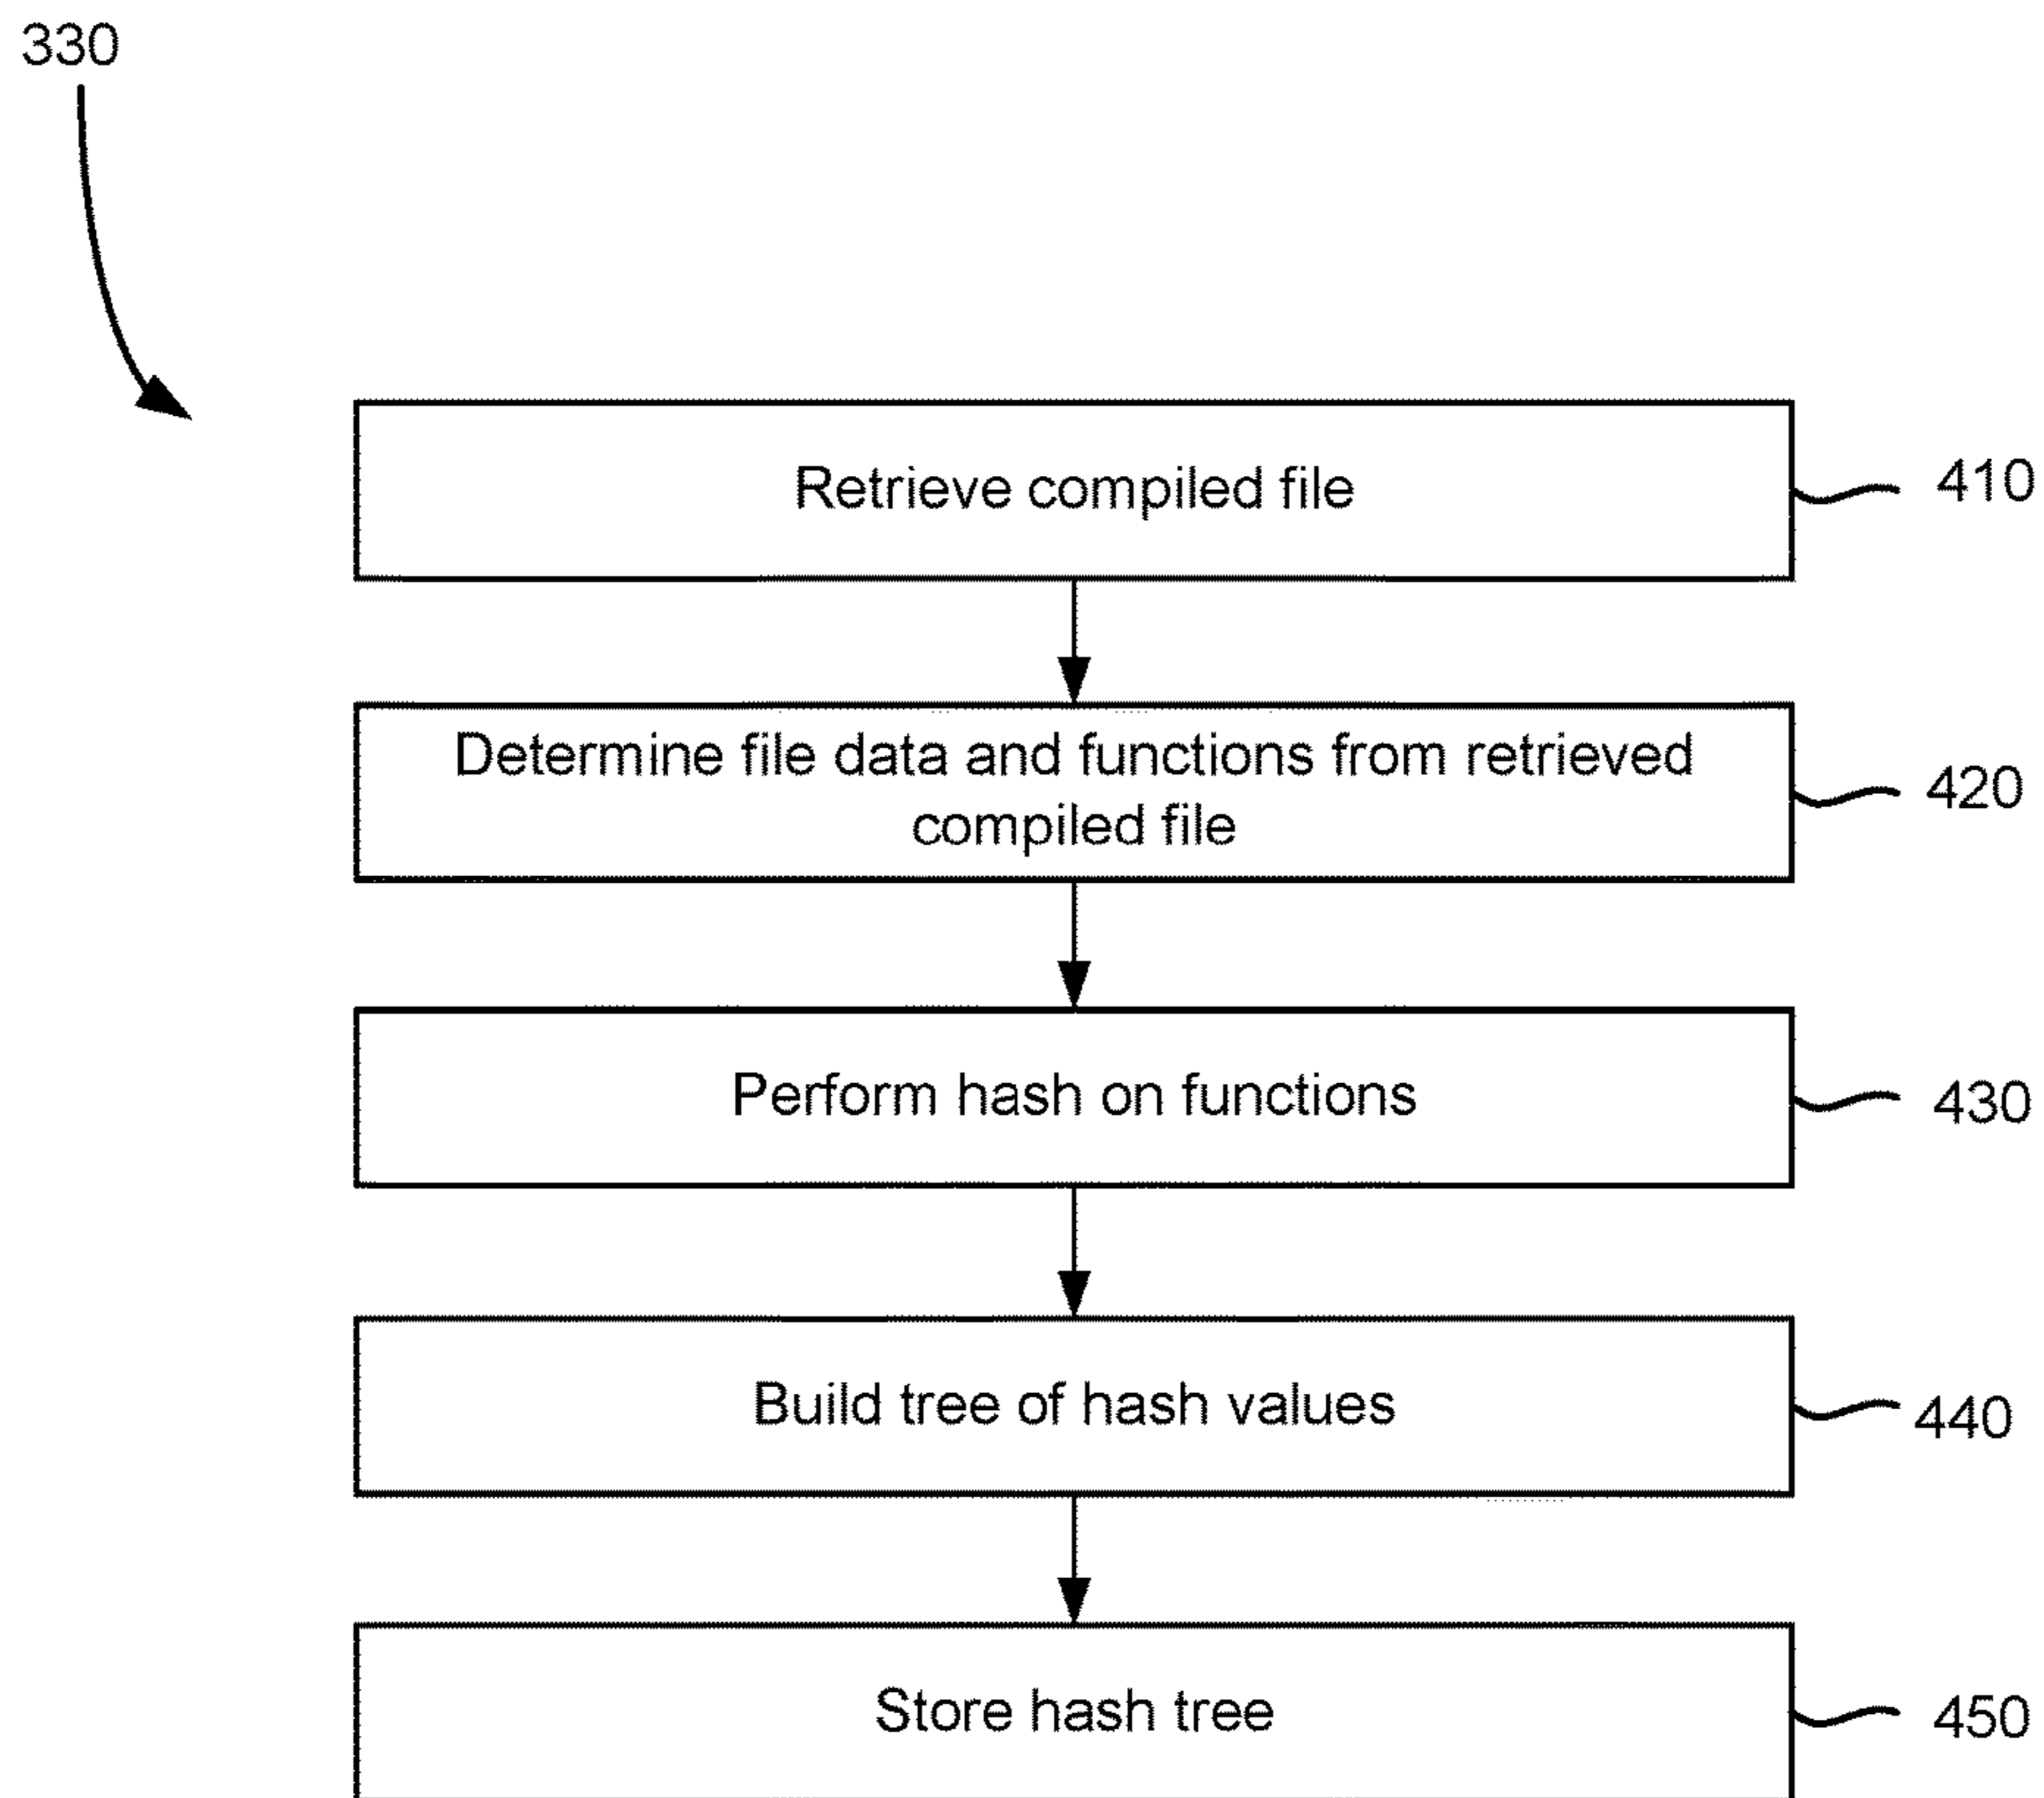 330
Retrieve compiled file
410
Determine file data and functions from retrieved
compiled file
420
Perform hash on functions
430
Build tree of hash values
440
Store hash tree
450